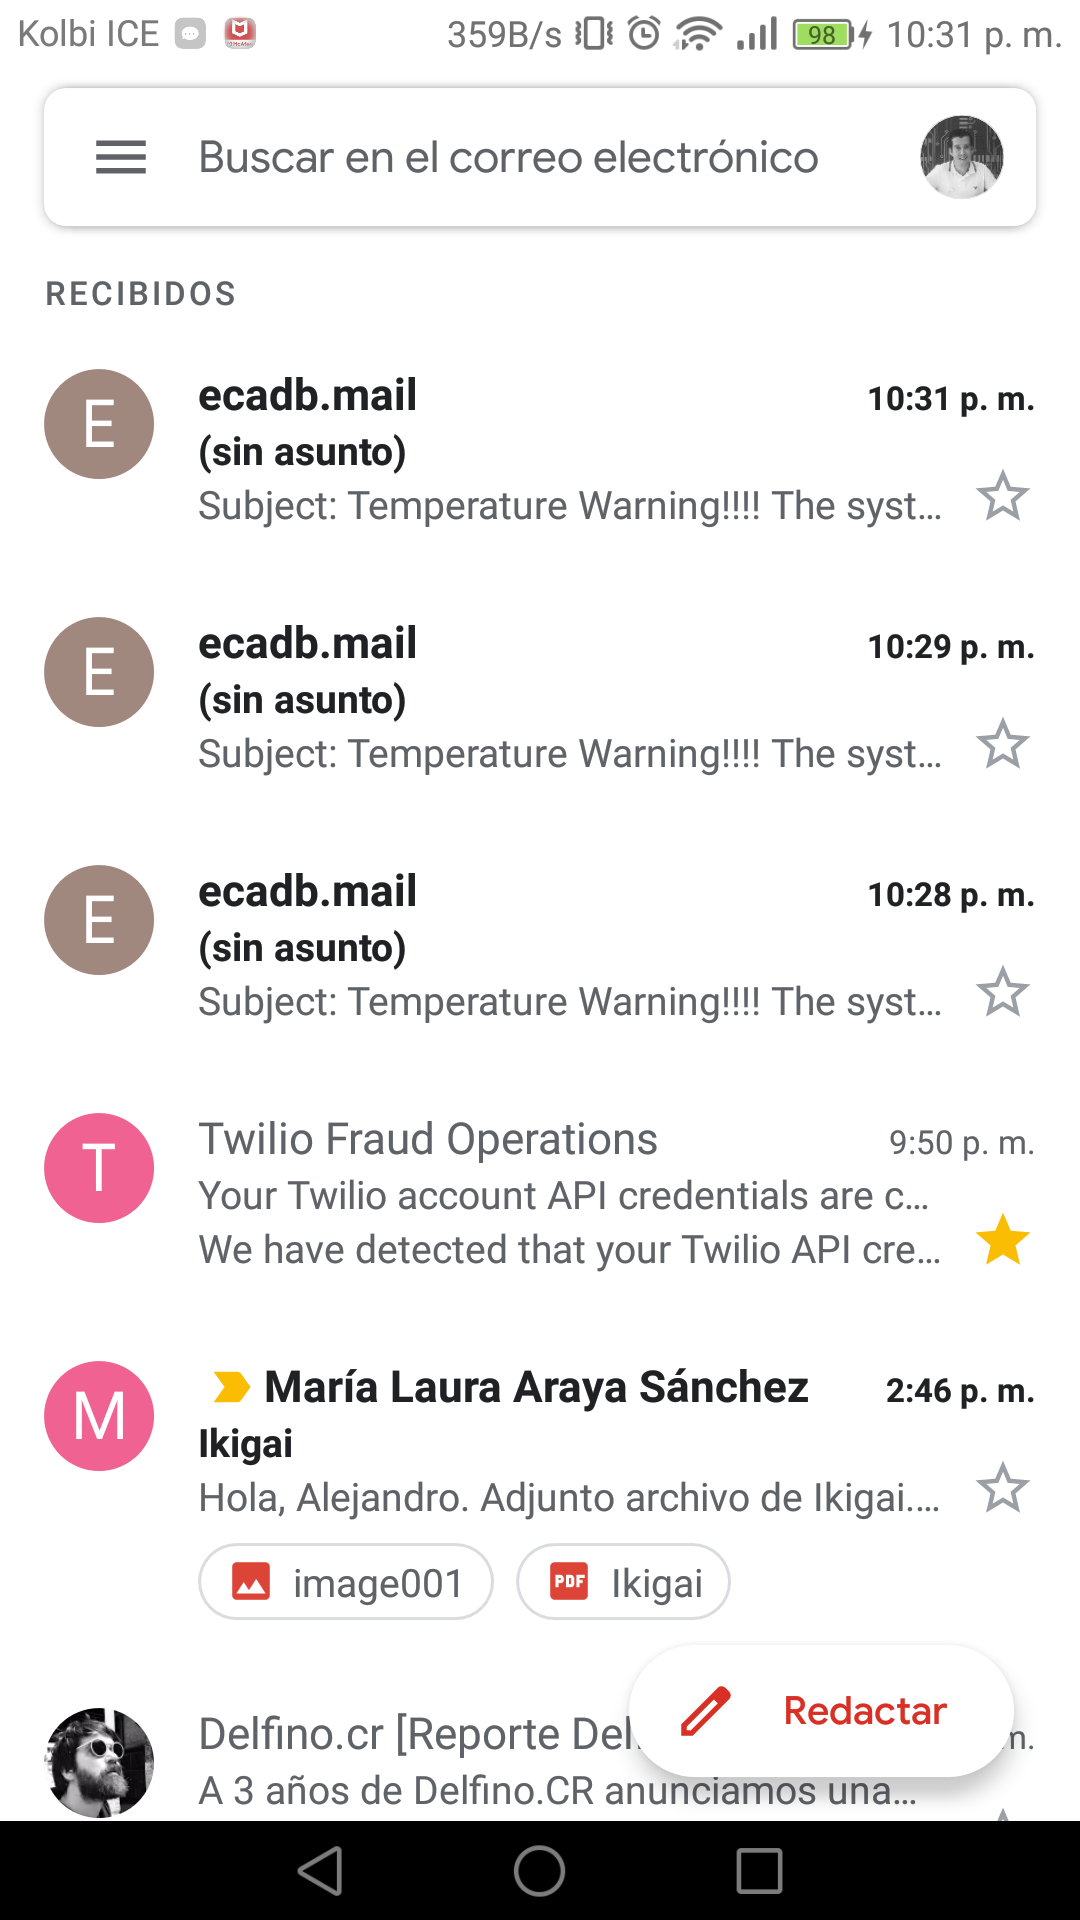 Kolbi ICE 359B/s 98 10:31 p. m.
Buscar en el correo electrónico
RECIBIDOS
E ecadb.mail 10:31 p. m.
(sin asunto)
Subject: Temperature Warning!!!! The syst...
E ecadb.mail 10:29 p. m.
(sin asunto)
Subject: Temperature Warning!!!! The syst...
E ecadb.mail 10:28 p. m.
(sin asunto)
Subject: Temperature Warning!!!! The syst...
T Twilio Fraud Operations 9:50 p. m.
Your Twilio account API credentials are c...
We have detected that your Twilio API cre...
M María Laura Araya Sánchez 2:46 p. m.
Ikigai
Hola, Alejandro. Adjunto archivo de Ikigai....
image001 PDF Ikigai
Redactar
Delfino.cr [Reporte Del m.
A 3 años de Delfino.CR anunciamos una...